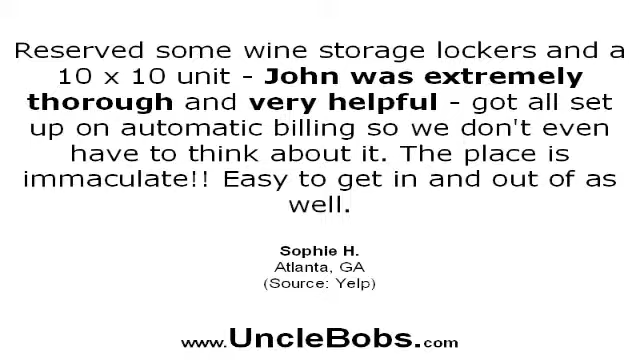 Reserved some wine storage lockers and a
10 x 10 unit - John was extremely
thorough and very helpful - got all set
up on automatic billing so we don't even
have to think about it. The place is
immaculate!! Easy to get in and out of as
well.
Sophie H.
Atlanta, GA
(Source: Yelp)
www.UncleBobs.com